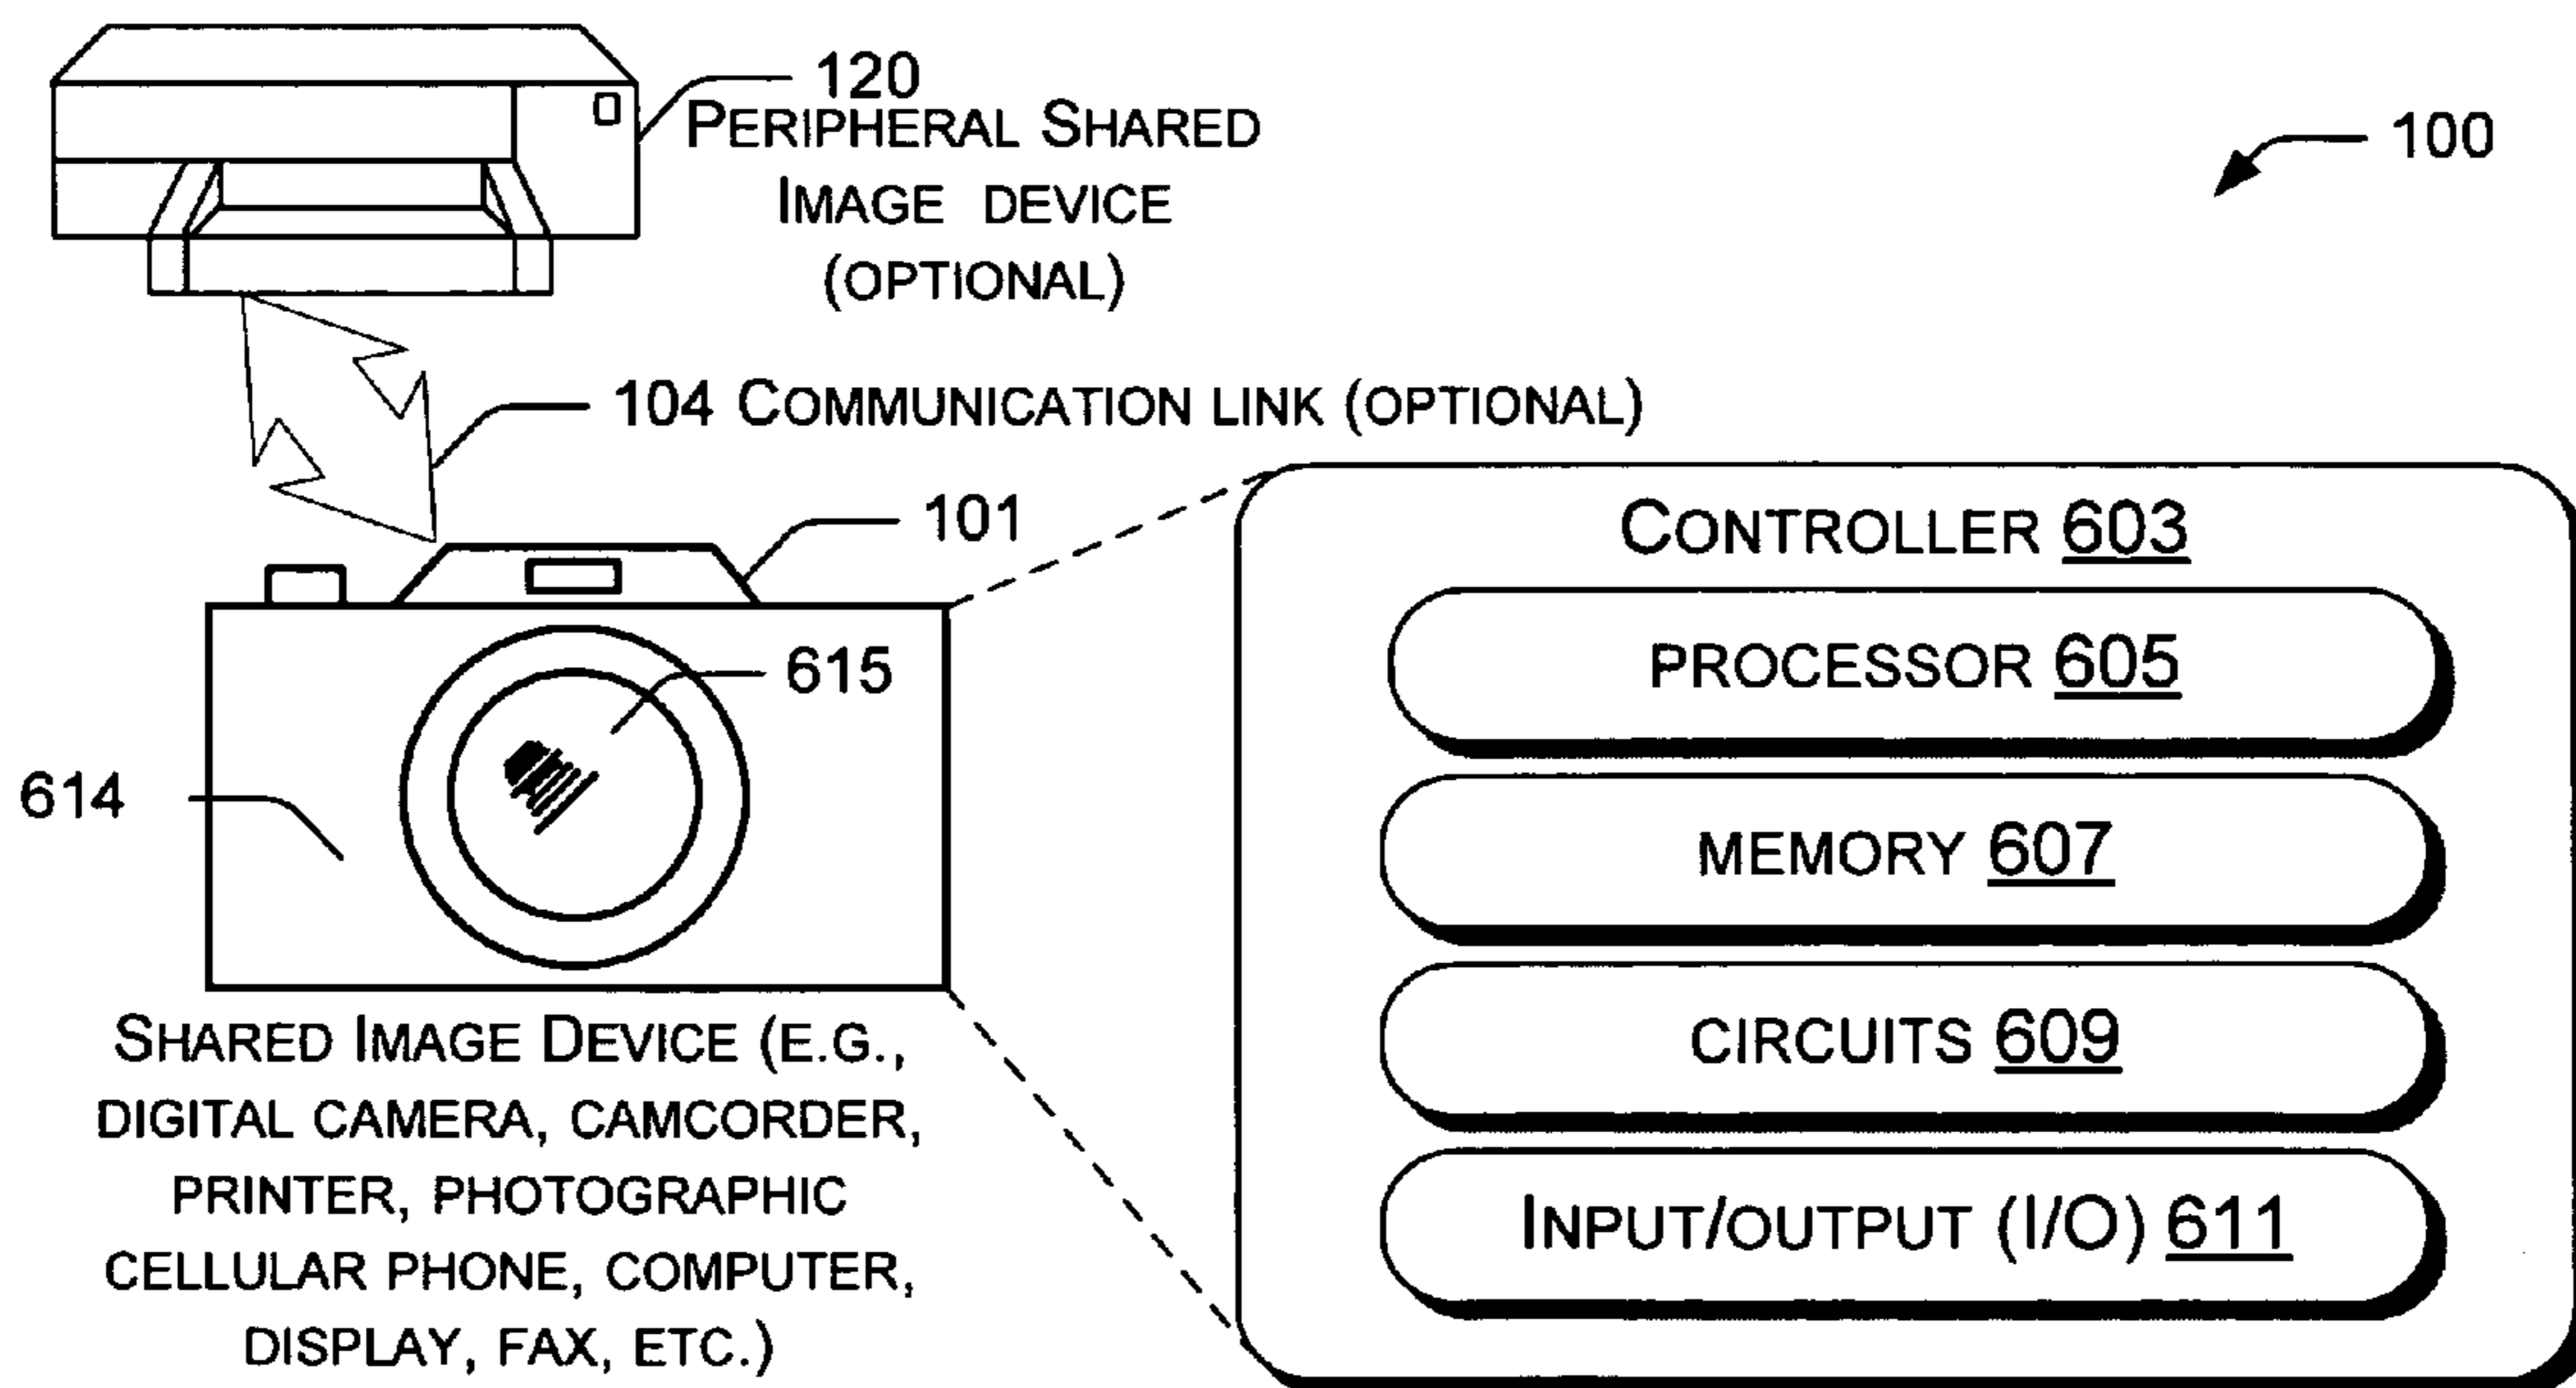 120
PERIPHERAL SHARED
IMAGE DEVICE
(OPTIONAL)
100
104 COMMUNICATION LINK (OPTIONAL)
101
615
614
SHARED IMAGE DEVICE (E.G.,
DIGITAL CAMERA, CAMCORDER,
PRINTER, PHOTOGRAPHIC
CELLULAR PHONE, COMPUTER,
DISPLAY, FAX, ETC.)
CONTROLLER 603
PROCESSOR 605
MEMORY 607
CIRCUITS 609
INPUT/OUTPUT (I/O) 611